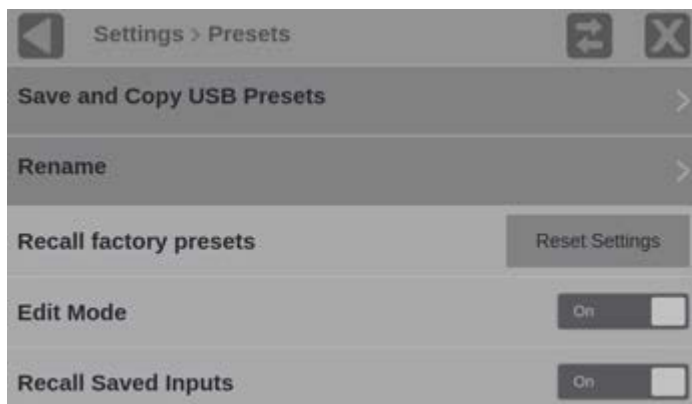 Settings > Presets
Save and Copy USB Presets
Rename
Recall factory presets Reset Settings
Edit Mode On
Recall Saved Inputs On